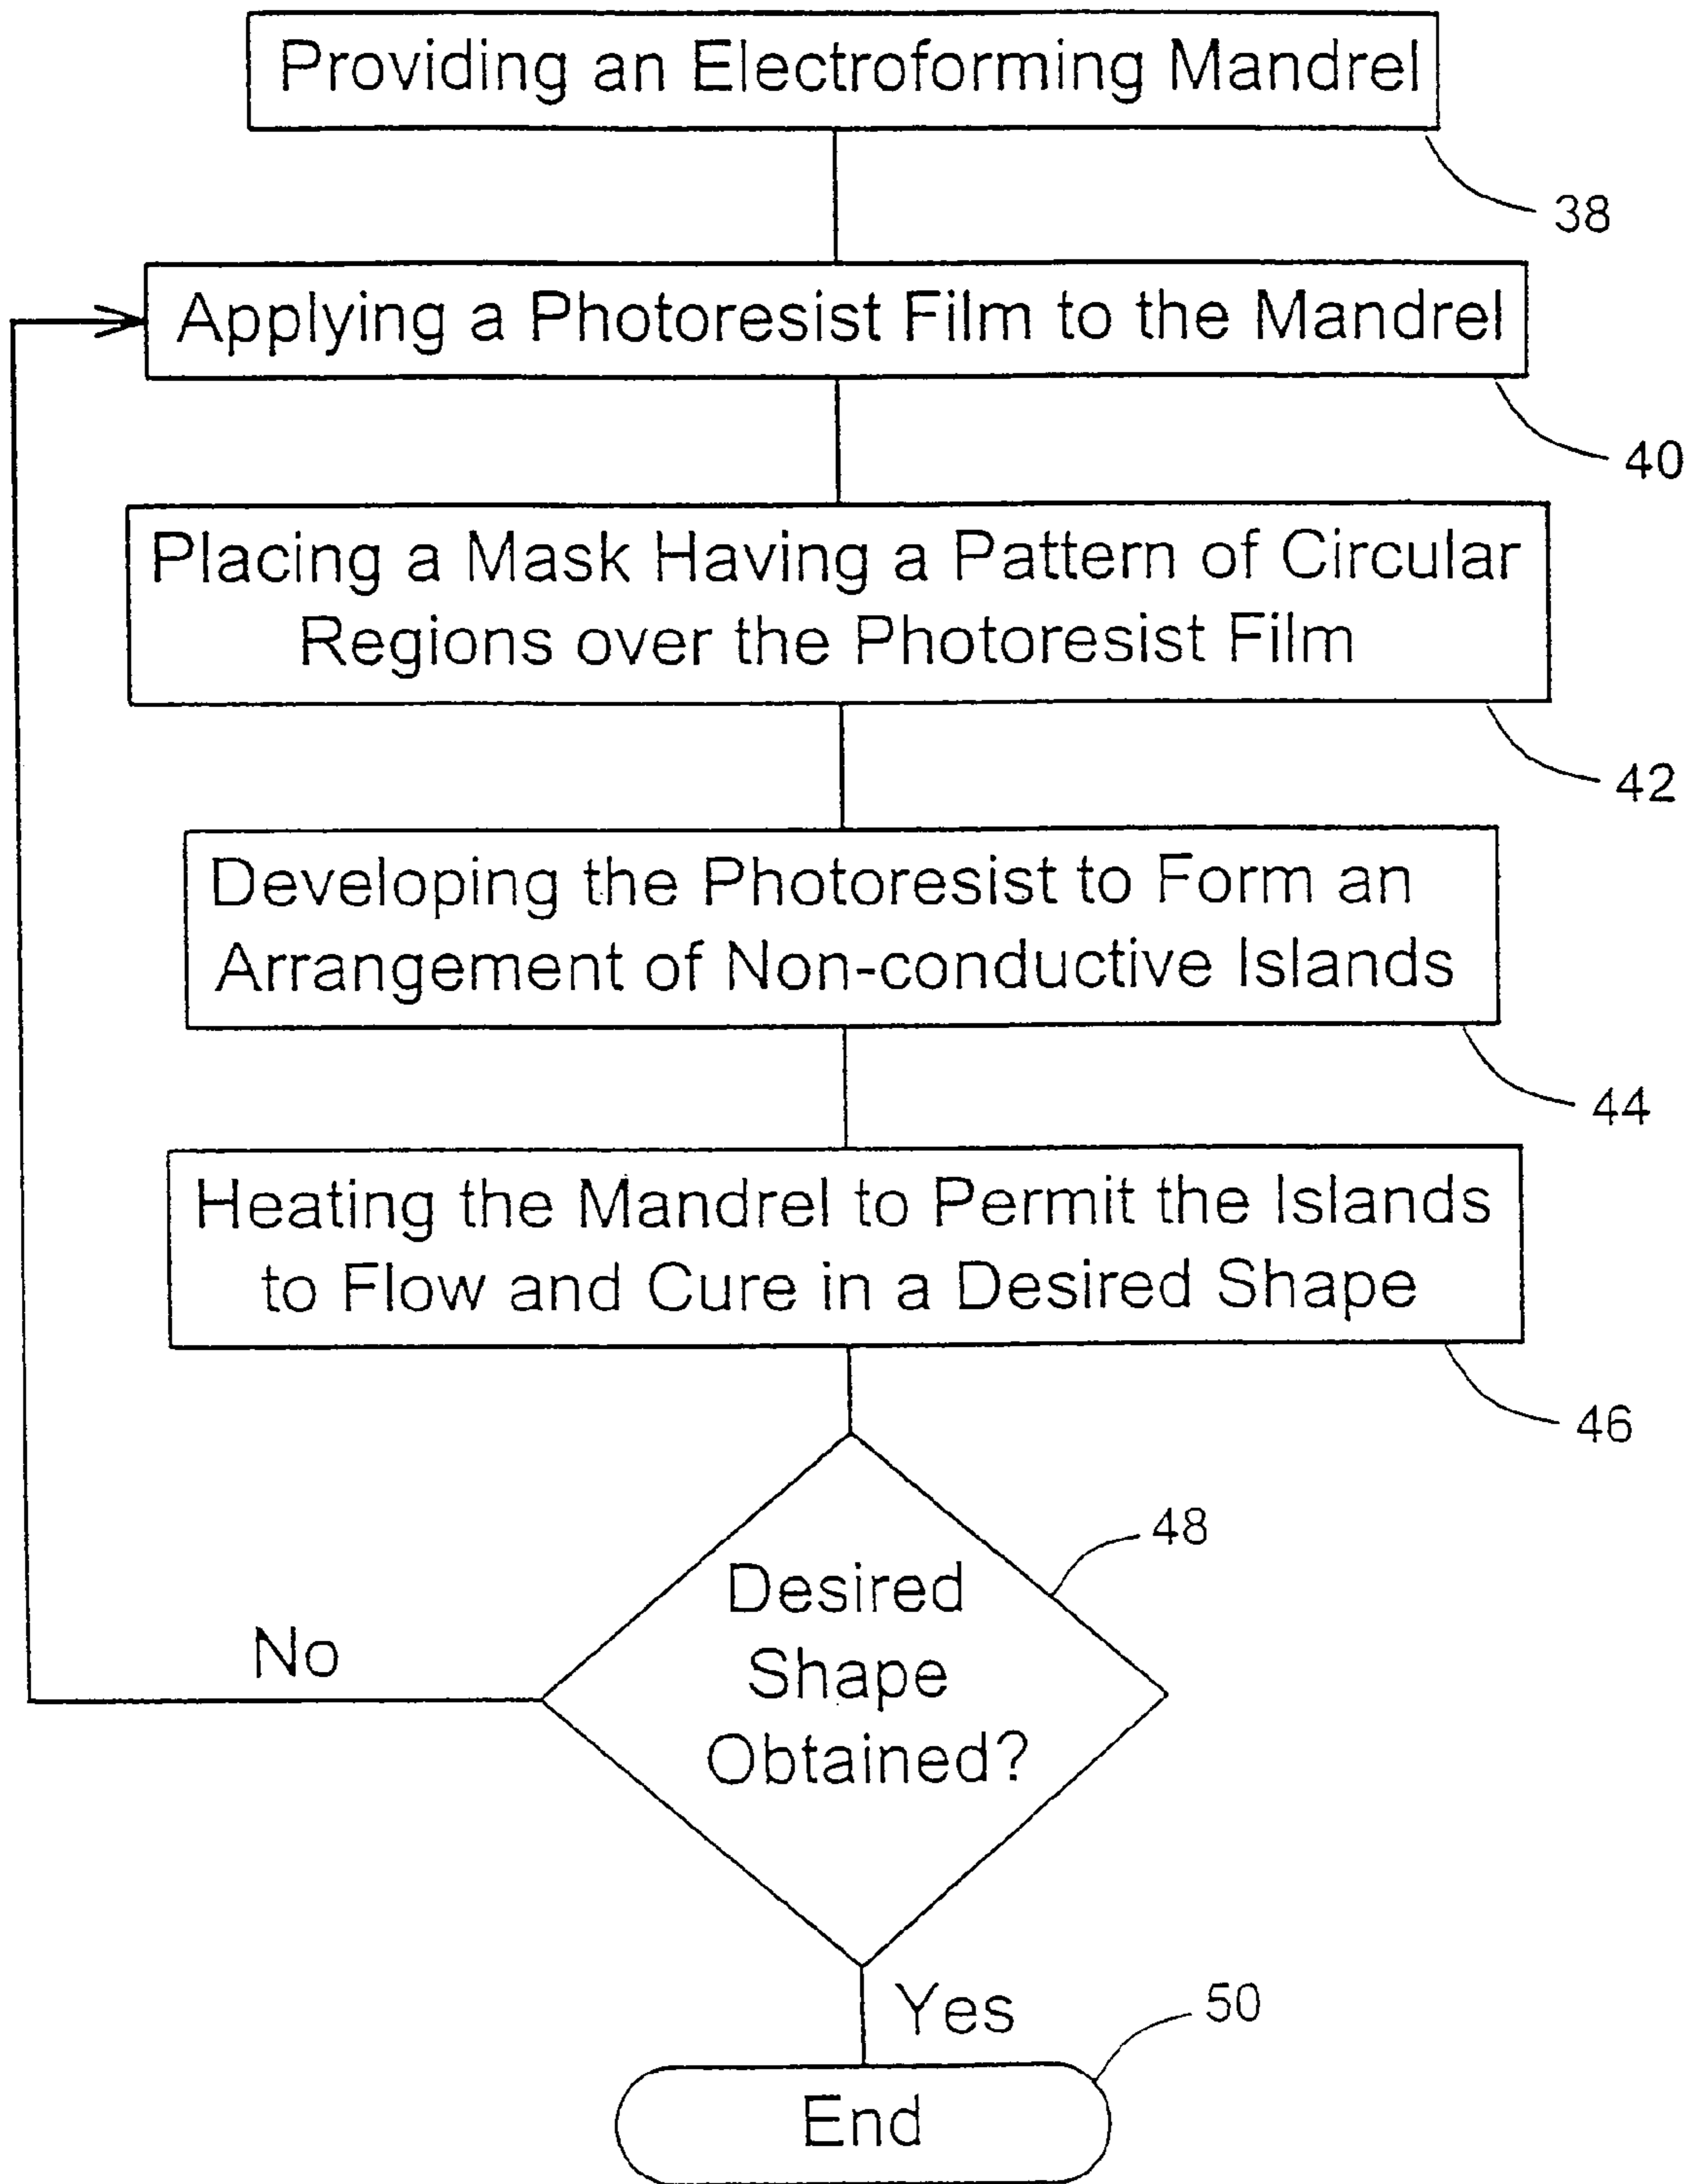 Providing an Electroforming Mandrel
38
Applying a Photoresist Film to the Mandrel
40
Placing a Mask Having a Pattern of Circular
Regions over the Photoresist Film
42
Developing the Photoresist to Form an
Arrangement of Non-conductive Islands
44
Heating the Mandrel to Permit the Islands
to Flow and Cure in a Desired Shape
46
48
Desired
Shape
Obtained?
No
Yes
50
End